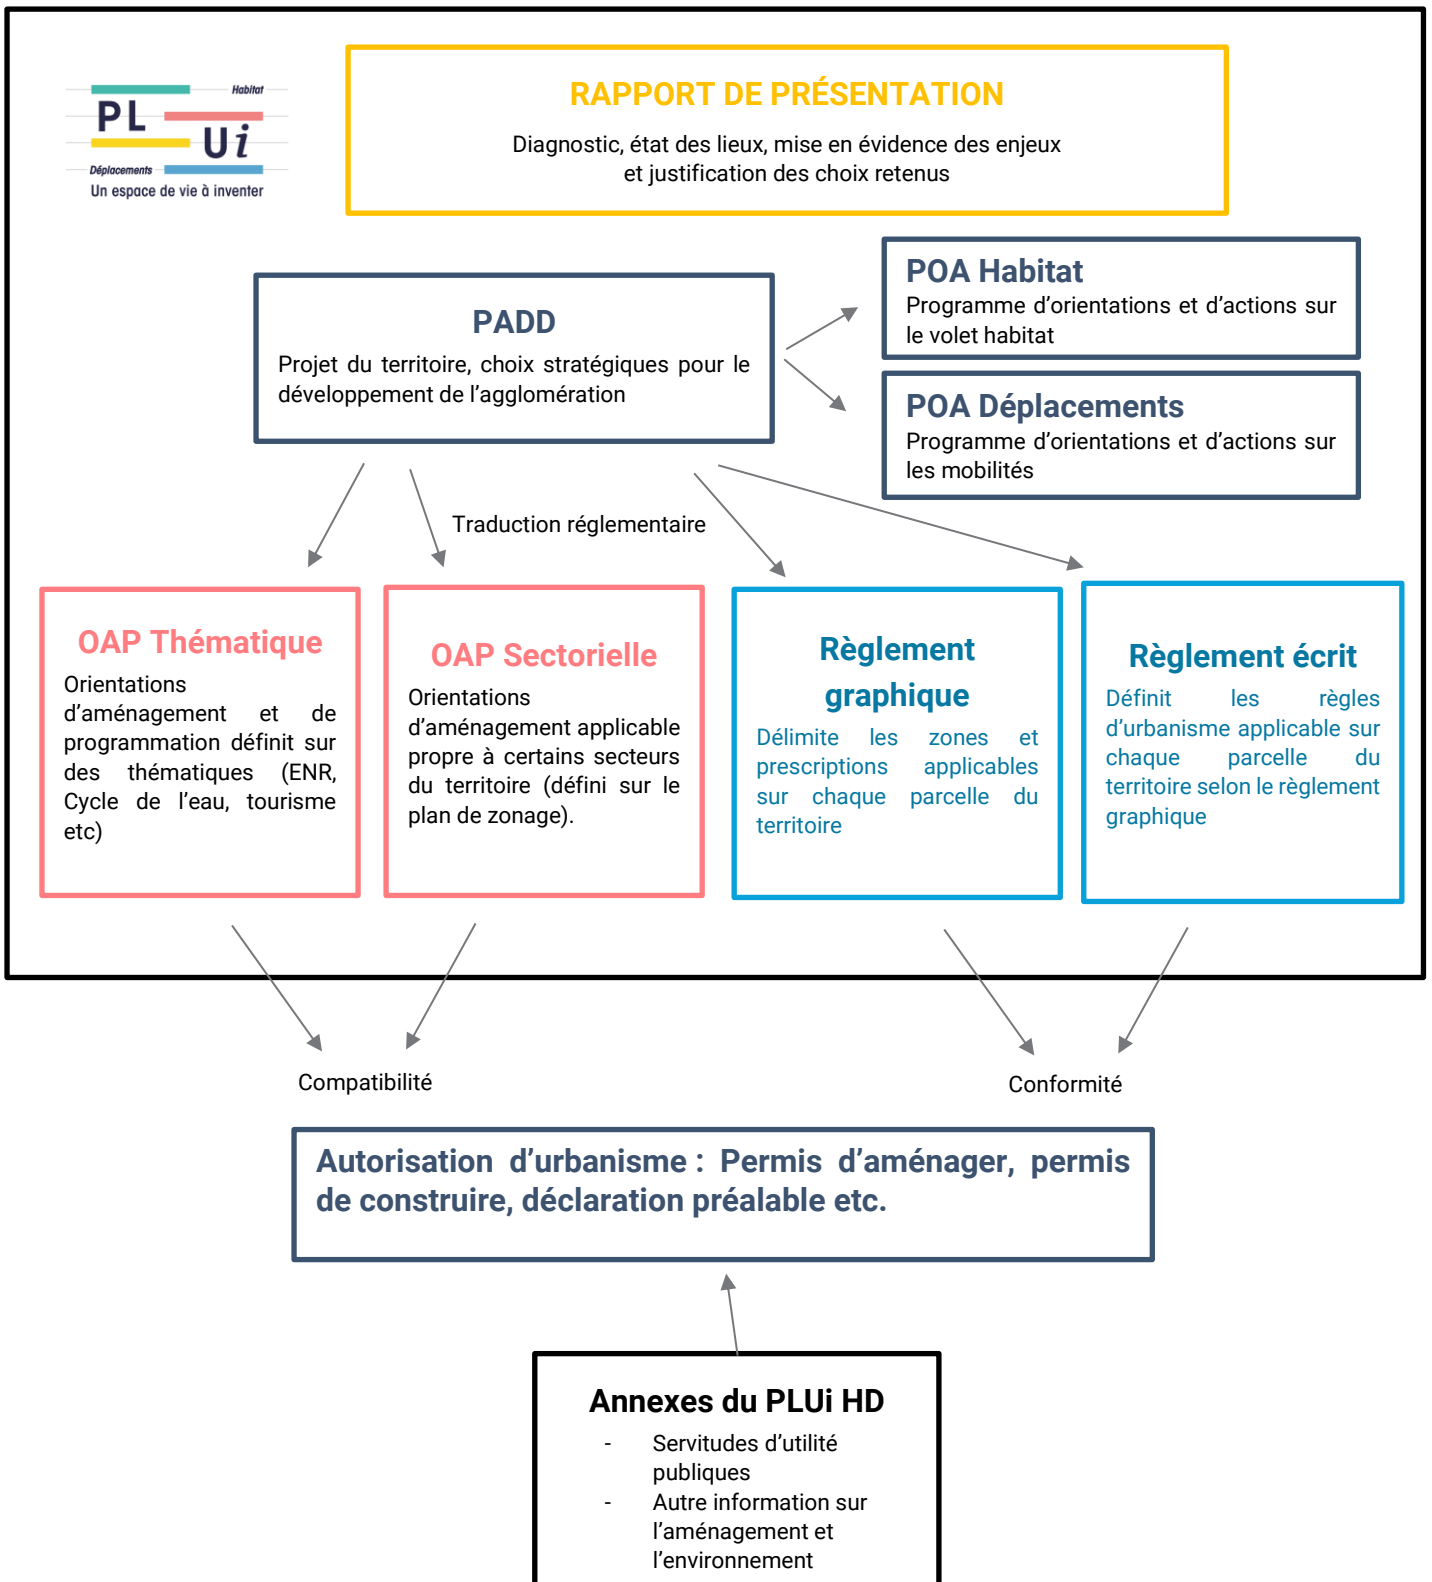 Habitat
PL
Ui
Déplacements
Un espace de vie à inventer
RAPPORT DE PRÉSENTATION
Diagnostic, état des lieux, mise en évidence des enjeux
et justification des choix retenus
PADD
Projet du territoire, choix stratégiques pour le
développement de l’agglomération
POA Habitat
Programme d’orientations et d’actions sur
le volet habitat
POA Déplacements
Programme d’orientations et d’actions sur
les mobilités
Traduction réglementaire
OAP Thématique
Orientations
d’aménagement et de
programmation définit sur
des thématiques (ENR,
Cycle de l’eau, tourisme
etc)
OAP Sectorielle
Orientations
d’aménagement applicable
propre à certains secteurs
du territoire (défini sur le
plan de zonage).
Règlement
graphique
Délimite les zones et
prescriptions applicables
sur chaque parcelle du
territoire
Règlement écrit
Définit les règles
d’urbanisme applicable sur
chaque parcelle du
territoire selon le règlement
graphique
Compatibilité
Conformité
Autorisation d’urbanisme : Permis d’aménager, permis
de construire, déclaration préalable etc.
Annexes du PLUi HD
- Servitudes d’utilité
publiques
- Autre information sur
l’aménagement et
l’environnement